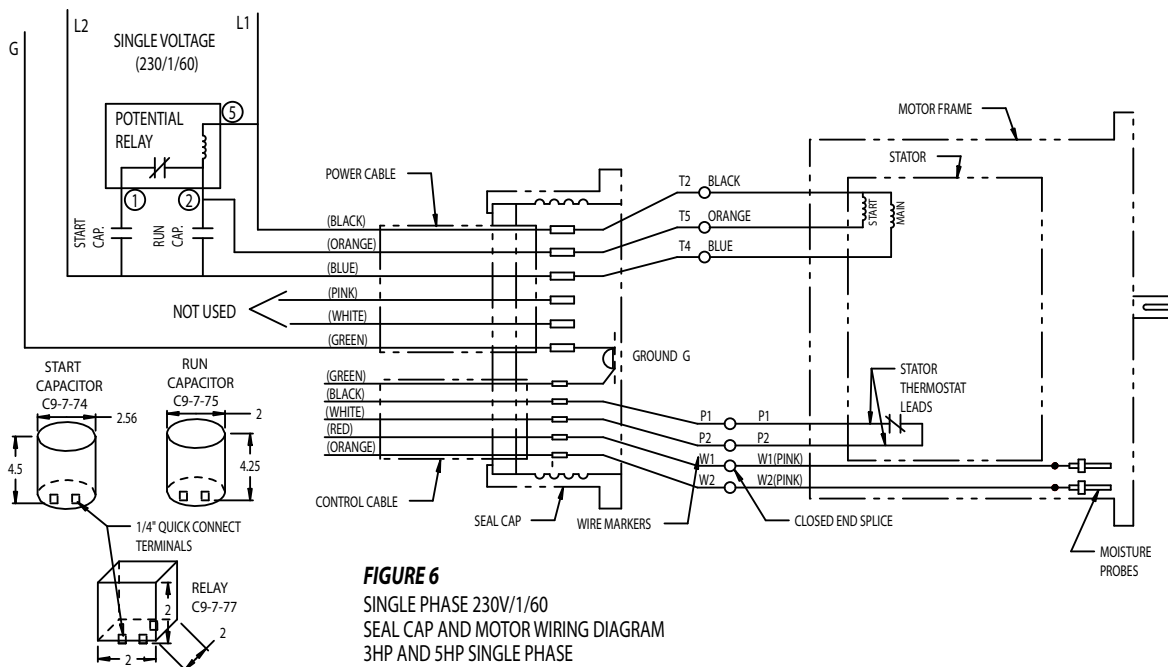 G
L2
L1
SINGLE VOLTAGE
(230/1/60)
POTENTIAL
RELAY
5
1
2
START
CAP.
RUN
CAP.
POWER CABLE
(BLACK)
(ORANGE)
(BLUE)
(PINK)
(WHITE)
(GREEN)
NOT USED
GROUND G
(GREEN)
(BLACK)
(WHITE)
(RED)
(ORANGE)
CONTROL CABLE
SEAL CAP
WIRE MARKERS
CLOSED END SPLICE
T2 BLACK
T5 ORANGE
T4 BLUE
P1 P1
P2 P2
W1 W1(PINK)
W2 W2(PINK)
MOTOR FRAME
STATOR
START
MAIN
STATOR
THERMOSTAT
LEADS
MOISTURE
PROBES
START
CAPACITOR
C9-7-74
2.56
4.5
RUN
CAPACITOR
C9-7-75
2
4.25
1/4" QUICK CONNECT
TERMINALS
RELAY
C9-7-77
2
2
2
FIGURE 6
SINGLE PHASE 230V/1/60
SEAL CAP AND MOTOR WIRING DIAGRAM
3HP AND 5HP SINGLE PHASE